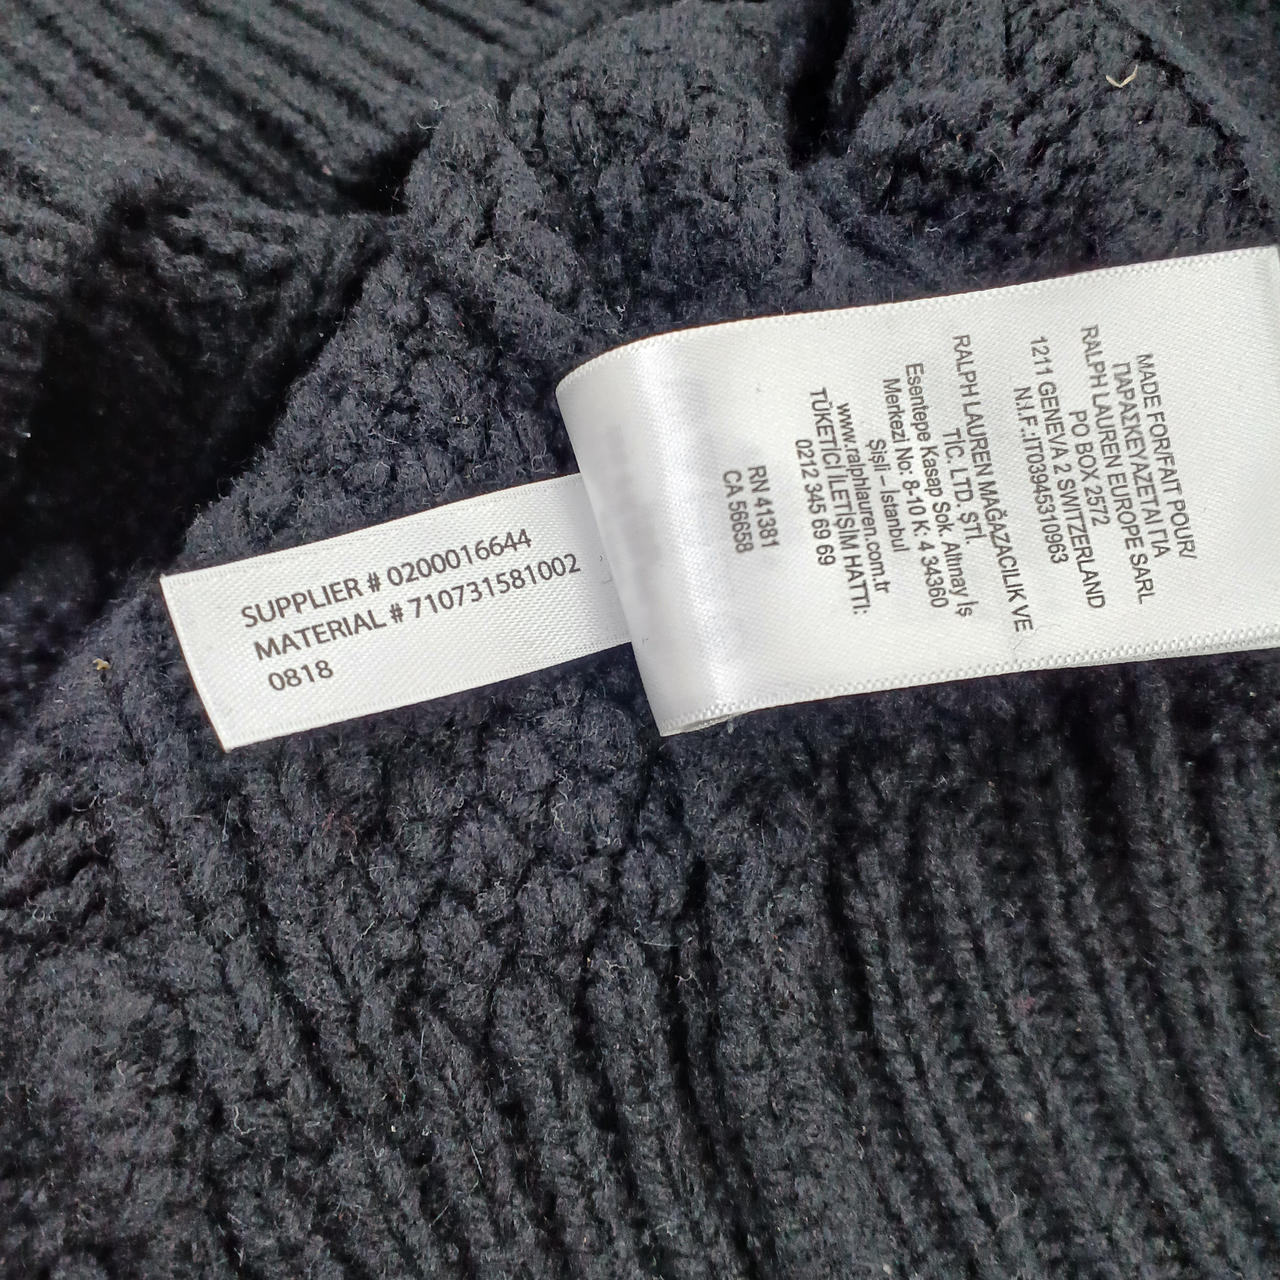 SUPPLIER # 0200016644
MATERIAL # 710731581002
0818
MADE FOR/FAIT POUR/
ΠΑΡΑΣΚΕΥΑΖΕΤΑΙ ΓΙΑ
RALPH LAUREN EUROPE SARL
PO BOX 2572
1211 GENEVA 2 SWITZERLAND
N.I.F.:IT03945310963
RALPH LAUREN MAĞAZACILIK VE
TİC. LTD. ŞTİ.
Esentepe Kasap Sok. Altınay İş
Merkezi No: 8-10 K: 4 34360
Şişli – İstanbul
www.ralphlauren.com.tr
TÜKETİCİ İLETİŞİM HATTI:
0212 345 69 69
RN 41381
CA 56658